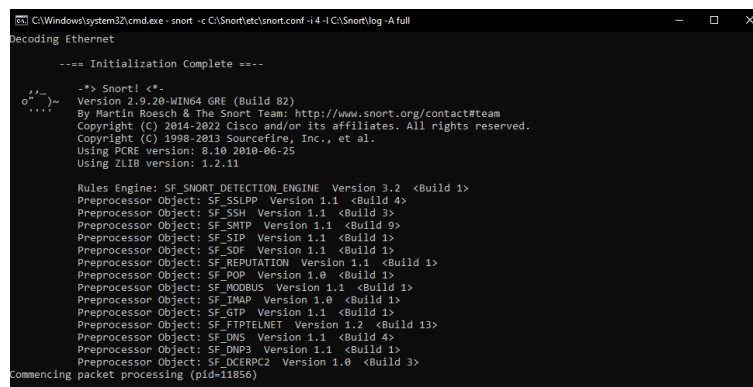 C:\Windows\system32\cmd.exe - snort -c C:\Snort\etc\snort.conf -i 4 -l C:\Snort\log -A full
Decoding Ethernet
--== Initialization Complete ==--
,,_ -*> Snort! <*-
o" )~ Version 2.9.20-WIN64 GRE (Build 82)
'''' By Martin Roesch & The Snort Team: http://www.snort.org/contact#team
Copyright (C) 2014-2022 Cisco and/or its affiliates. All rights reserved.
Copyright (C) 1998-2013 Sourcefire, Inc., et al.
Using PCRE version: 8.10 2010-06-25
Using ZLIB version: 1.2.11
Rules Engine: SF_SNORT_DETECTION_ENGINE Version 3.2 <Build 1>
Preprocessor Object: SF_SSLPP Version 1.1 <Build 4>
Preprocessor Object: SF_SSH Version 1.1 <Build 3>
Preprocessor Object: SF_SMTP Version 1.1 <Build 9>
Preprocessor Object: SF_SIP Version 1.1 <Build 1>
Preprocessor Object: SF_SDF Version 1.1 <Build 1>
Preprocessor Object: SF_REPUTATION Version 1.1 <Build 1>
Preprocessor Object: SF_POP Version 1.0 <Build 1>
Preprocessor Object: SF_MODBUS Version 1.1 <Build 1>
Preprocessor Object: SF_IMAP Version 1.0 <Build 1>
Preprocessor Object: SF_GTP Version 1.1 <Build 1>
Preprocessor Object: SF_FTPTELNET Version 1.2 <Build 13>
Preprocessor Object: SF_DNS Version 1.1 <Build 4>
Preprocessor Object: SF_DNP3 Version 1.1 <Build 1>
Preprocessor Object: SF_DCERPC2 Version 1.0 <Build 3>
Commencing packet processing (pid=11856)